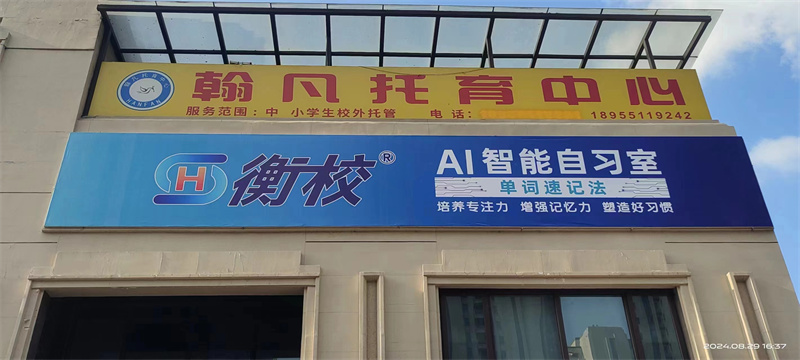 翰凡托育中心
HANFAN
服务范围：中 小学生校外托管 电话： 18955119242
H 衡校®
AI智能自习室
单词速记法
培养专注力 增强记忆力 塑造好习惯
2024.08.29 16:37